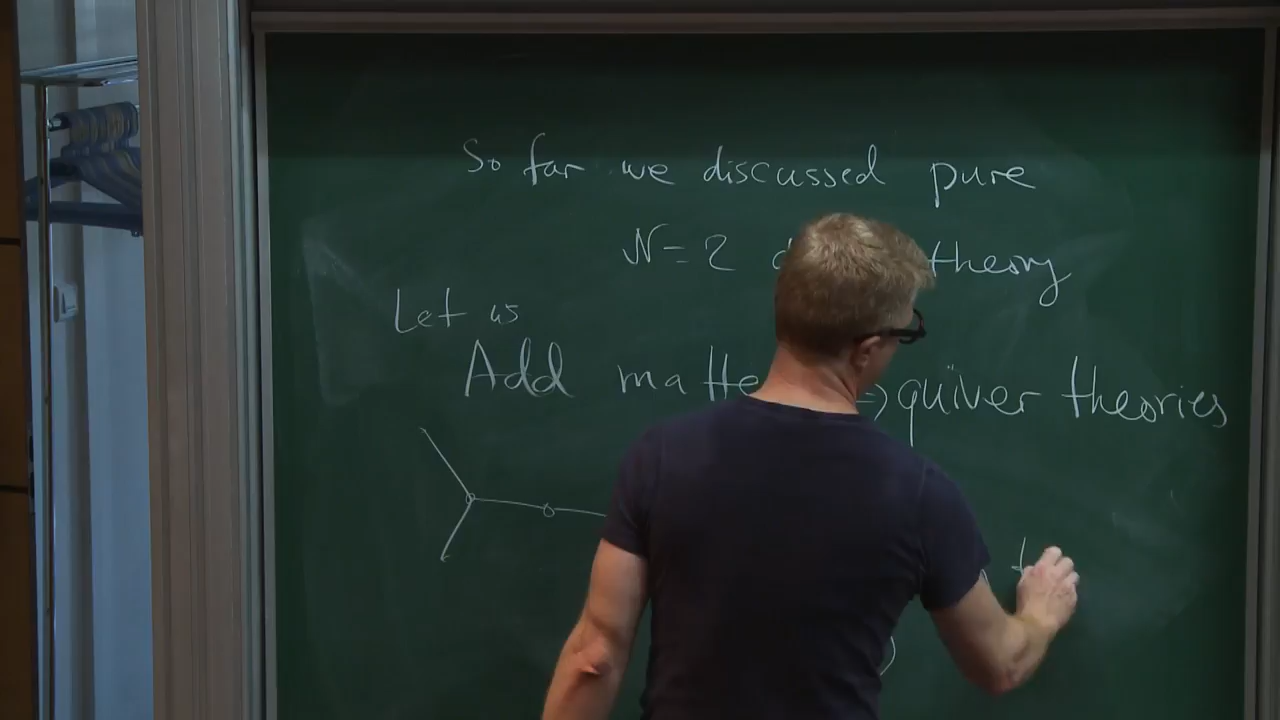 So far we discussed pure
N=2 theory
Let us
Add matte => quiver theories